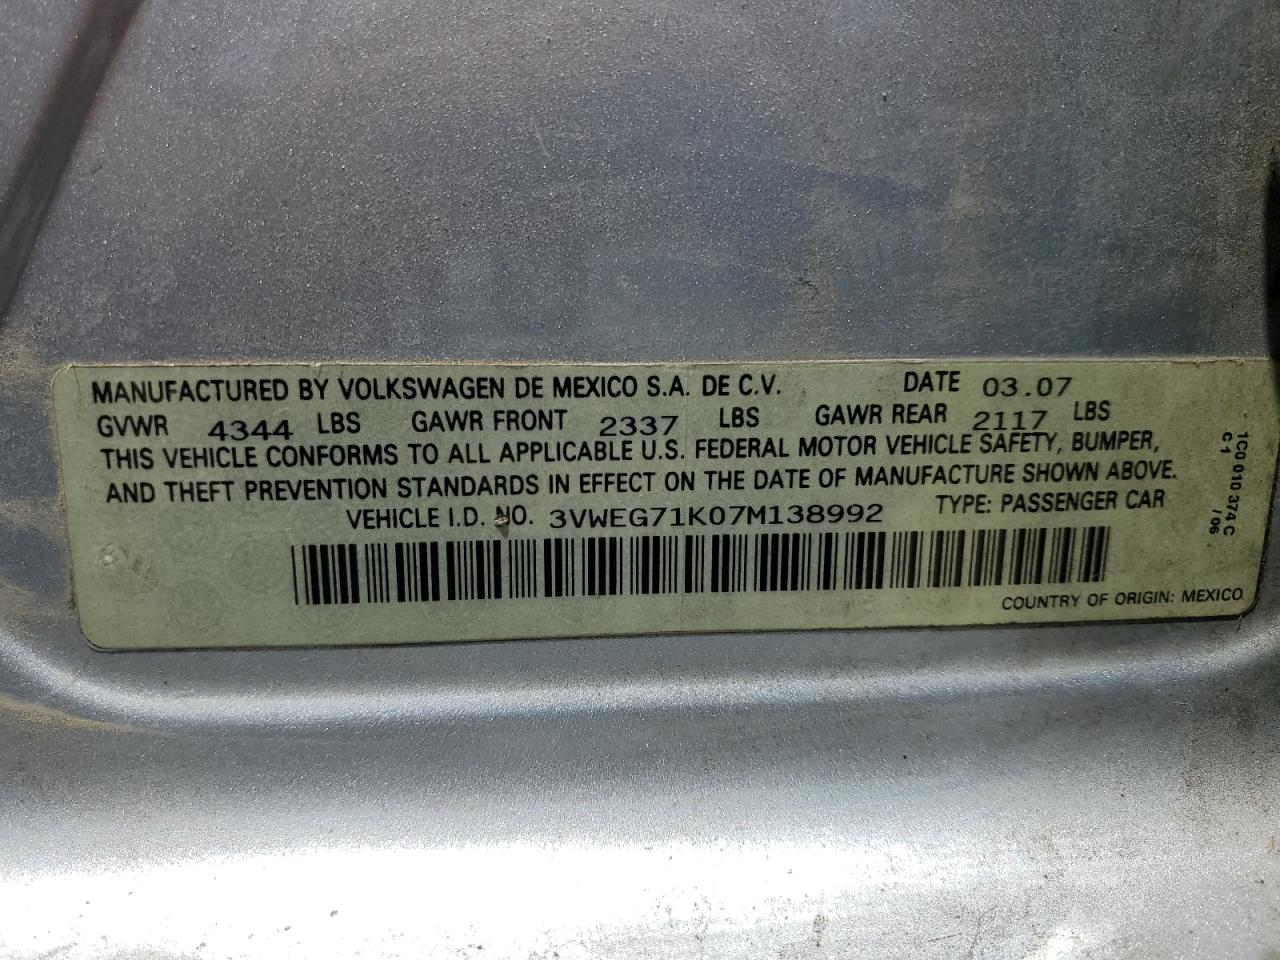 MANUFACTURED BY VOLKSWAGEN DE MEXICO S.A. DE C.V. DATE 03.07
GVWR 4344 LBS GAWR FRONT 2337 LBS GAWR REAR 2117 LBS
THIS VEHICLE CONFORMS TO ALL APPLICABLE U.S. FEDERAL MOTOR VEHICLE SAFETY, BUMPER,
AND THEFT PREVENTION STANDARDS IN EFFECT ON THE DATE OF MANUFACTURE SHOWN ABOVE.
VEHICLE I.D. NO. 3VWEG71K07M138992 TYPE: PASSENGER CAR
COUNTRY OF ORIGIN: MEXICO
1C0 010 374 C
C1 / 06